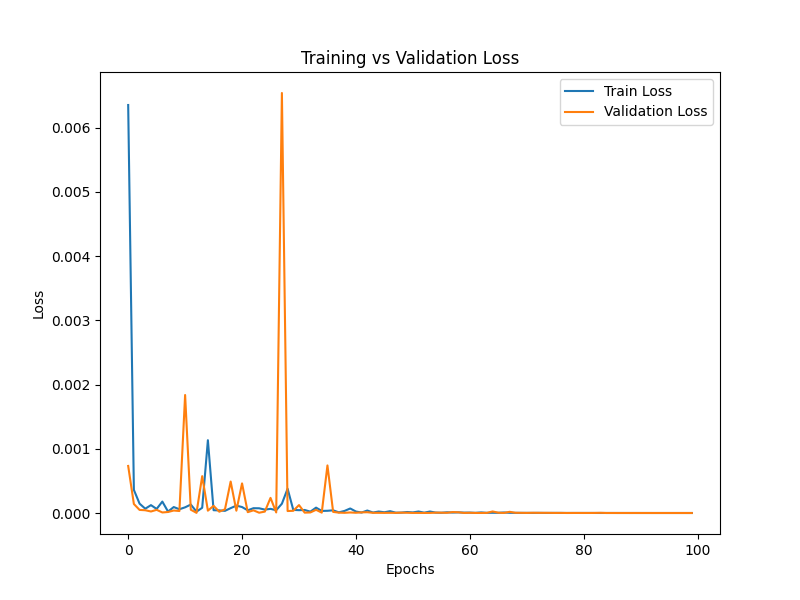 Training vs Validation Loss
Train Loss
Validation Loss
0.006
0.005
0.004
0.003
0.002
0.001
0.000
Loss
0 20 40 60 80 100
Epochs